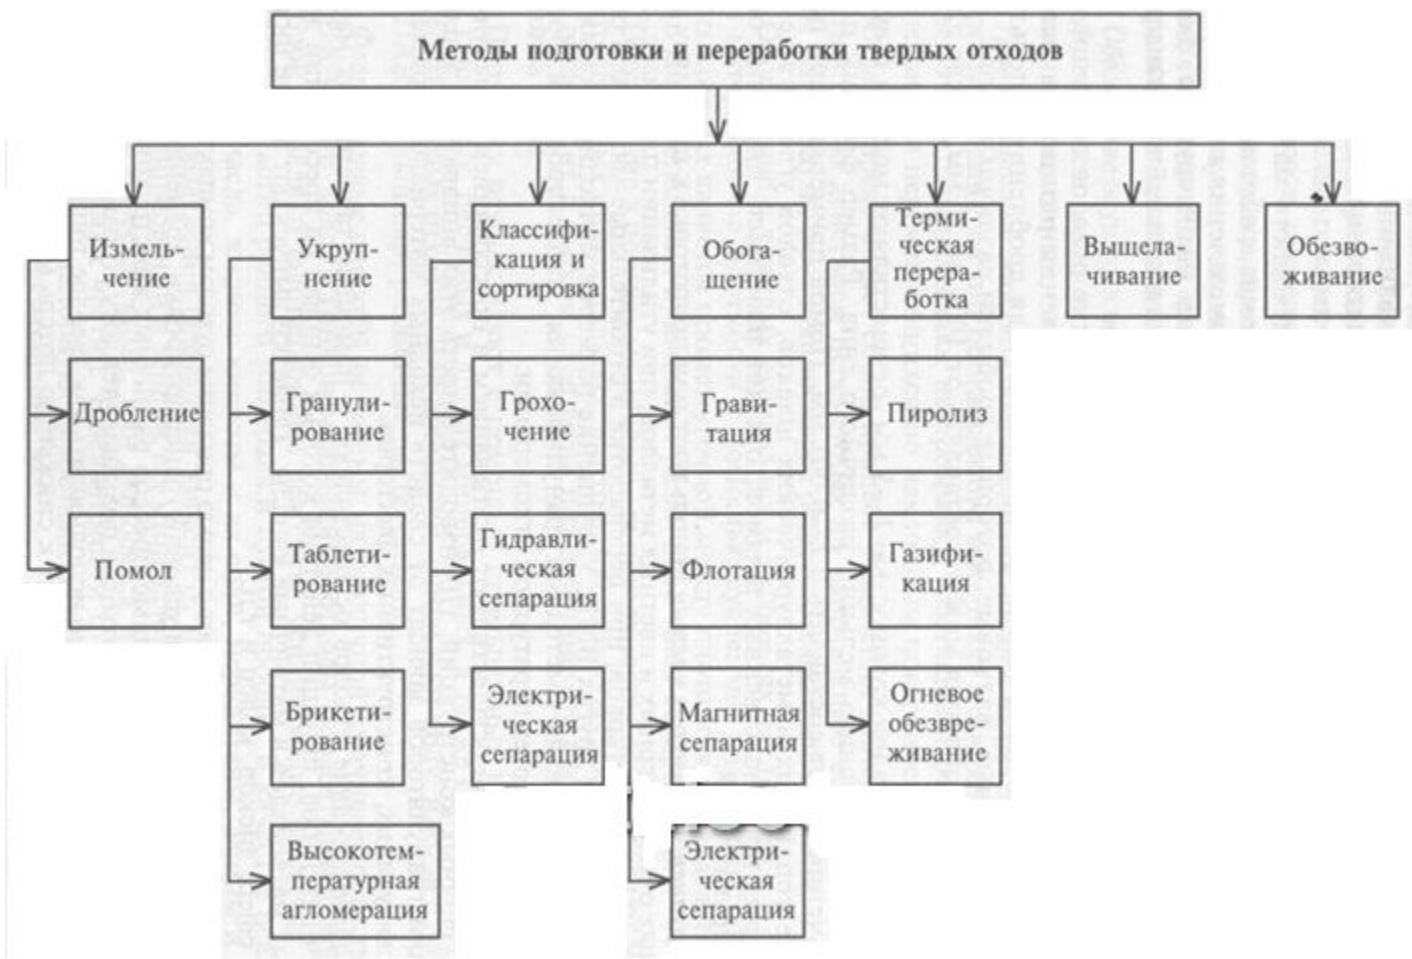 Методы подготовки и переработки твердых отходов
Измель-
чение
Укруп-
нение
Классифи-
кация и
сортировка
Обога-
щение
Терми-
ческая
перера-
ботка
Выщела-
чивание
Обезво-
живание
Дробление
Гранули-
рование
Грохо-
чение
Грави-
тация
Пиролиз
Помол
Таблети-
рование
Гидравли-
ческая
сепарация
Флотация
Газифи-
кация
Брикети-
рование
Электри-
ческая
сепарация
Магнитная
сепарация
Огневое
обезвре-
живание
Высокотем-
пературная
агломерация
Электри-
ческая
сепарация